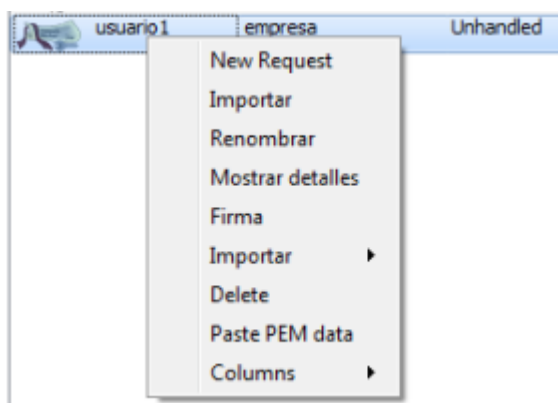 usuario1 empresa Unhandled
New Request
Importar
Renombrar
Mostrar detalles
Firma
Importar
Delete
Paste PEM data
Columns